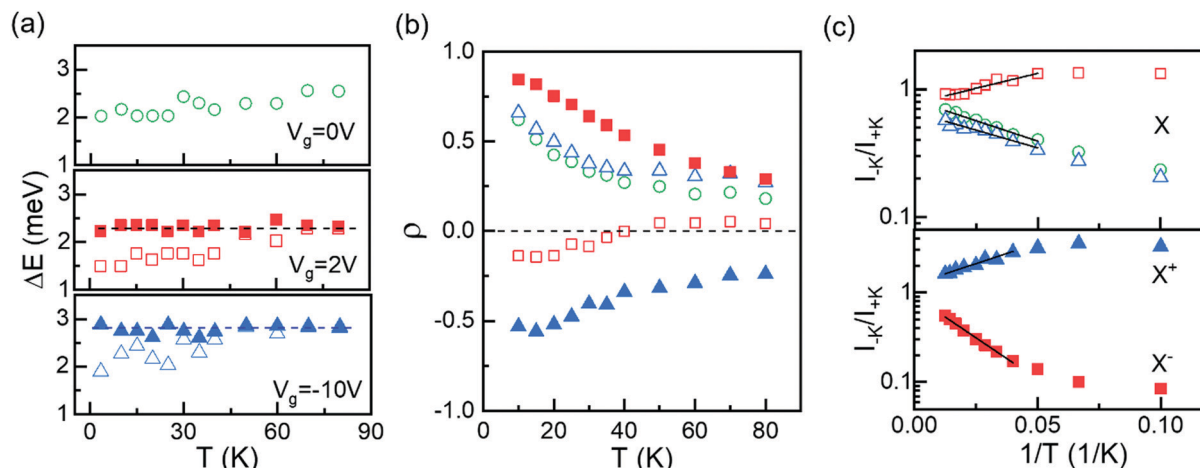 (a)
3
2
1
V_g=0V
3
2
1
V_g=2V
3
2
1
V_g=-10V
ΔE (meV)
0 30 60 90
T (K)
(b)
1.0
0.5
0.0
-0.5
-1.0
ρ
0 20 40 60 80
T (K)
(c)
1
0.1
X
I_-K/I_+K
1
0.1
X⁺
X⁻
I_-K/I_+K
0.00 0.05 0.10
1/T (1/K)